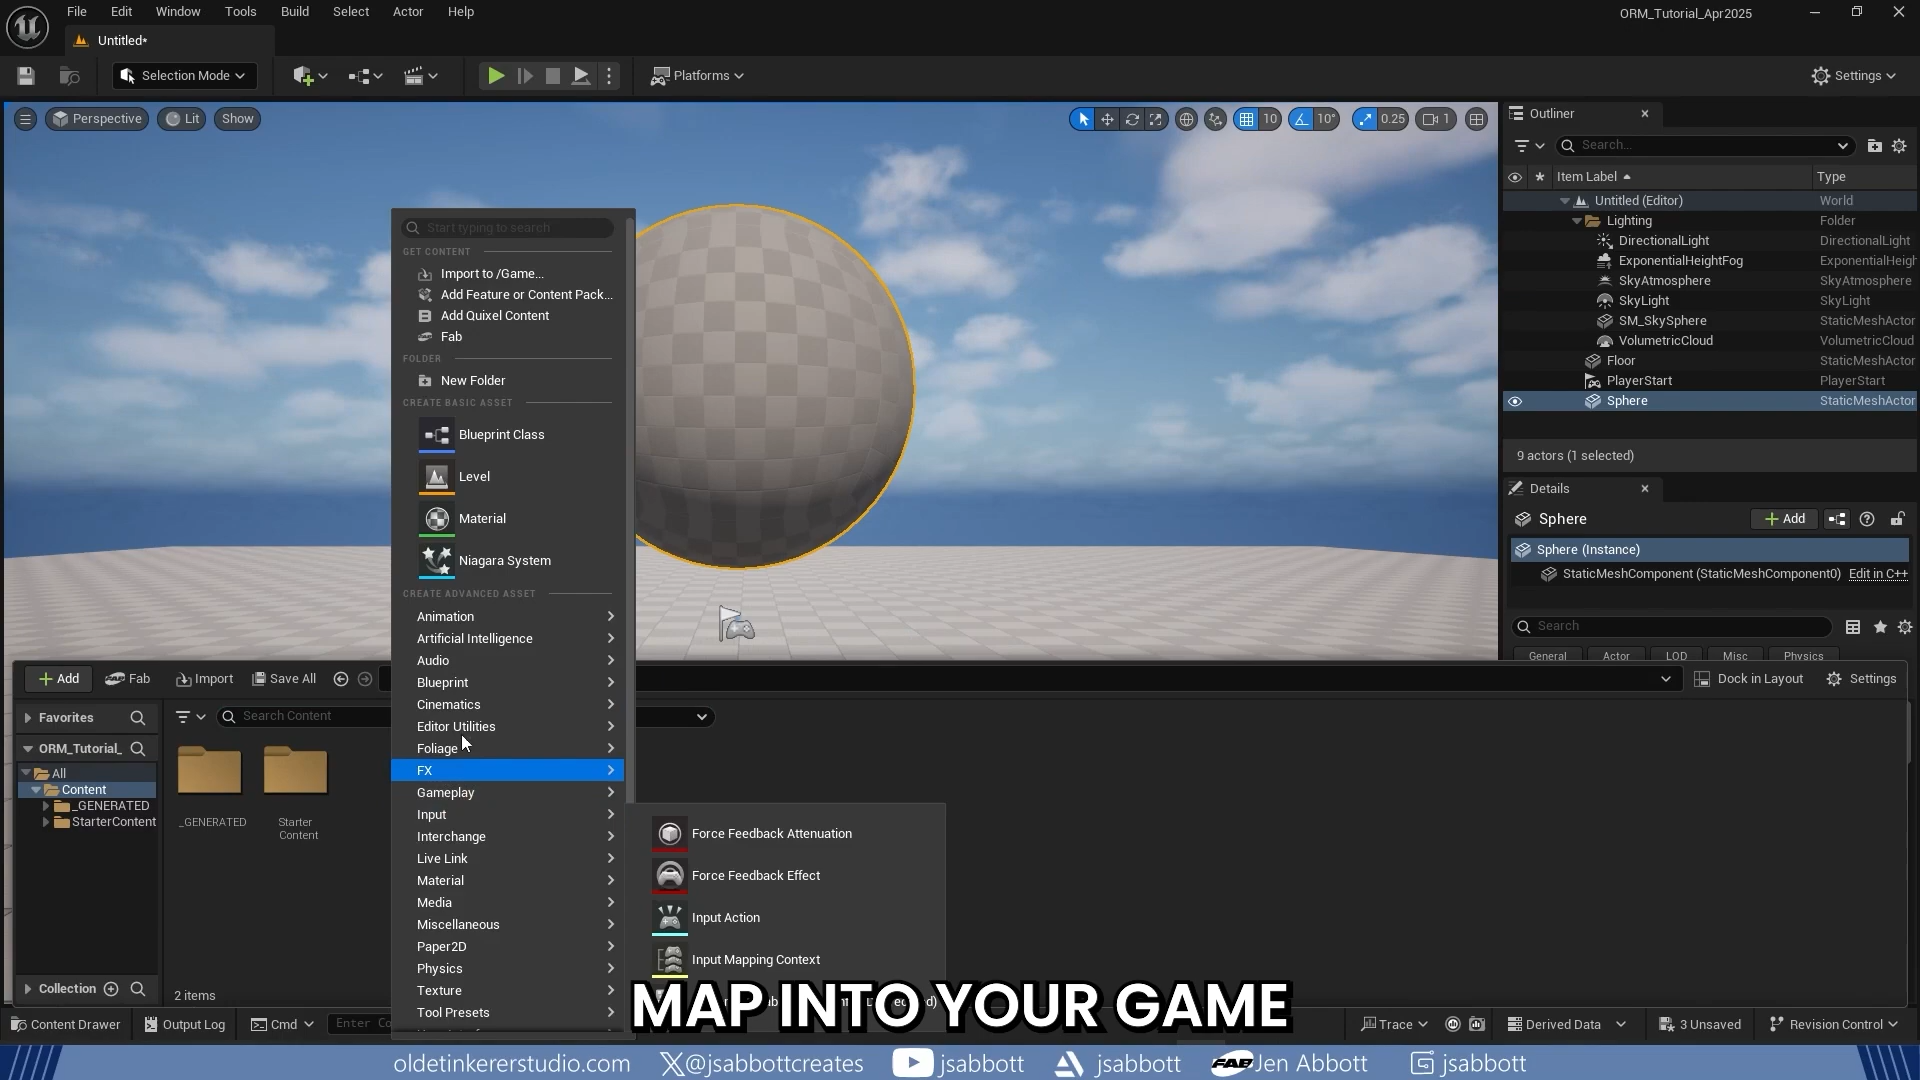 File Edit Window Tools Build Select Actor Help
ORM_Tutorial_Apr2025
Untitled*
Selection Mode
Platforms
Settings
Perspective
Lit
Show
10
10°
0.25
1
Outliner
Search...
Item Label
Type
Untitled (Editor) World
Lighting Folder
DirectionalLight DirectionalLight
ExponentialHeightFog ExponentialHeigh
SkyAtmosphere SkyAtmosphere
SkyLight SkyLight
SM_SkySphere StaticMeshActor
VolumetricCloud VolumetricCloud
Floor StaticMeshActor
PlayerStart PlayerStart
Sphere StaticMeshActor
9 actors (1 selected)
Details
Sphere
Add
Sphere (Instance)
StaticMeshComponent (StaticMeshComponent0) Edit in C++
Search
General Actor LOD Misc Physics
Start typing to search
GET CONTENT
Import to /Game...
Add Feature or Content Pack...
Add Quixel Content
Fab
FOLDER
New Folder
CREATE BASIC ASSET
Blueprint Class
Level
Material
Niagara System
CREATE ADVANCED ASSET
Animation
Artificial Intelligence
Audio
Blueprint
Cinematics
Editor Utilities
Foliage
FX
Gameplay
Input
Interchange
Live Link
Material
Media
Miscellaneous
Paper2D
Physics
Texture
Tool Presets
Force Feedback Attenuation
Force Feedback Effect
Input Action
Input Mapping Context
Add
Fab
Import
Save All
Dock in Layout
Settings
Favorites
Search Content
ORM_Tutorial_
All
Content
_GENERATED
StarterContent
_GENERATED
Starter
Content
Collection
2 items
MAP INTO YOUR GAME
Content Drawer
Output Log
Cmd
Enter Co
Trace
Derived Data
3 Unsaved
Revision Control
oldetinkererstudio.com
@jsabbottcreates
jsabbott
jsabbott
FAB
Jen Abbott
jsabbott